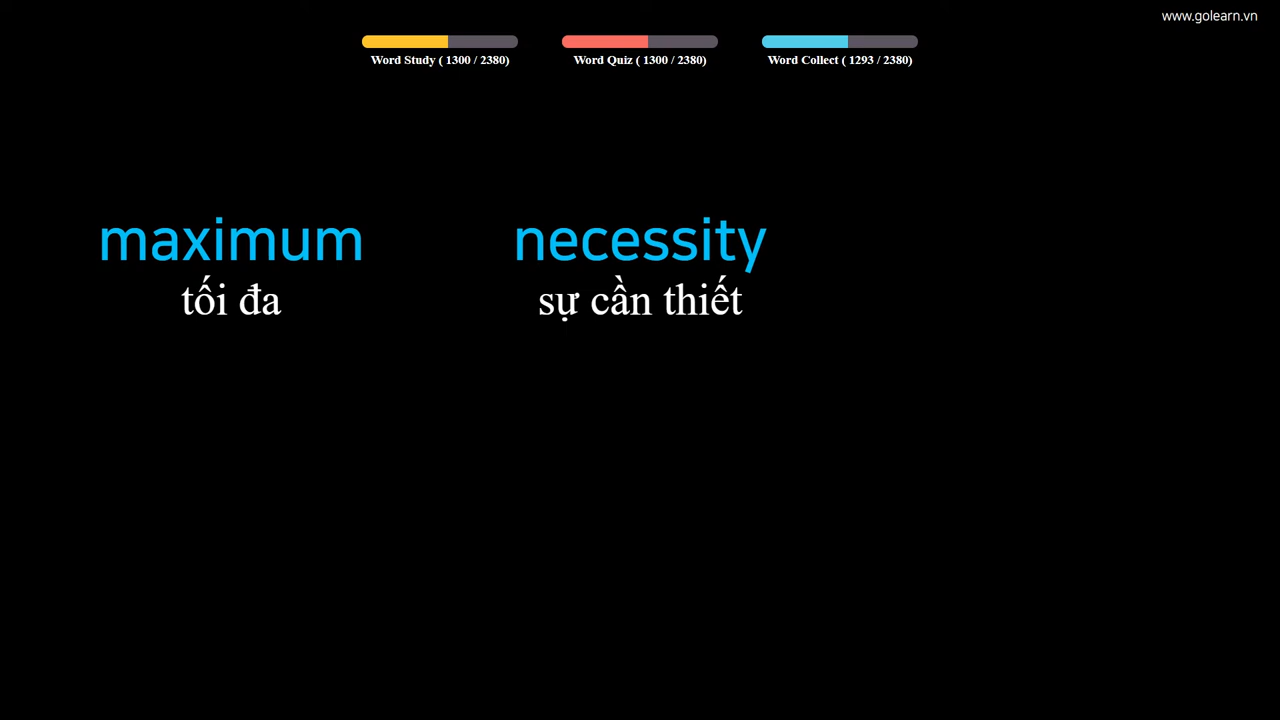 www.golearn.vn
Word Study ( 1300 / 2380)
Word Quiz ( 1300 / 2380)
Word Collect ( 1293 / 2380)
maximum
tối đa
necessity
sự cần thiết